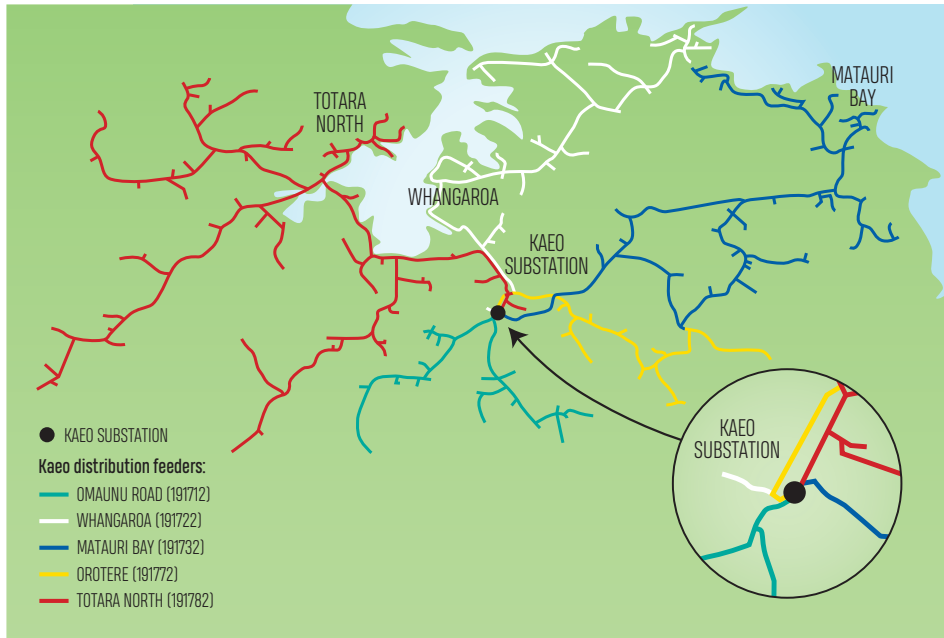 MATAURI
BAY
TOTARA
NORTH
WHANGAROA
KAEO
SUBSTATION
KAEO
SUBSTATION
KAEO SUBSTATION
Kaeo distribution feeders:
OMAUNU ROAD (191712)
WHANGAROA (191722)
MATAURI BAY (191732)
OROTERE (191772)
TOTARA NORTH (191782)